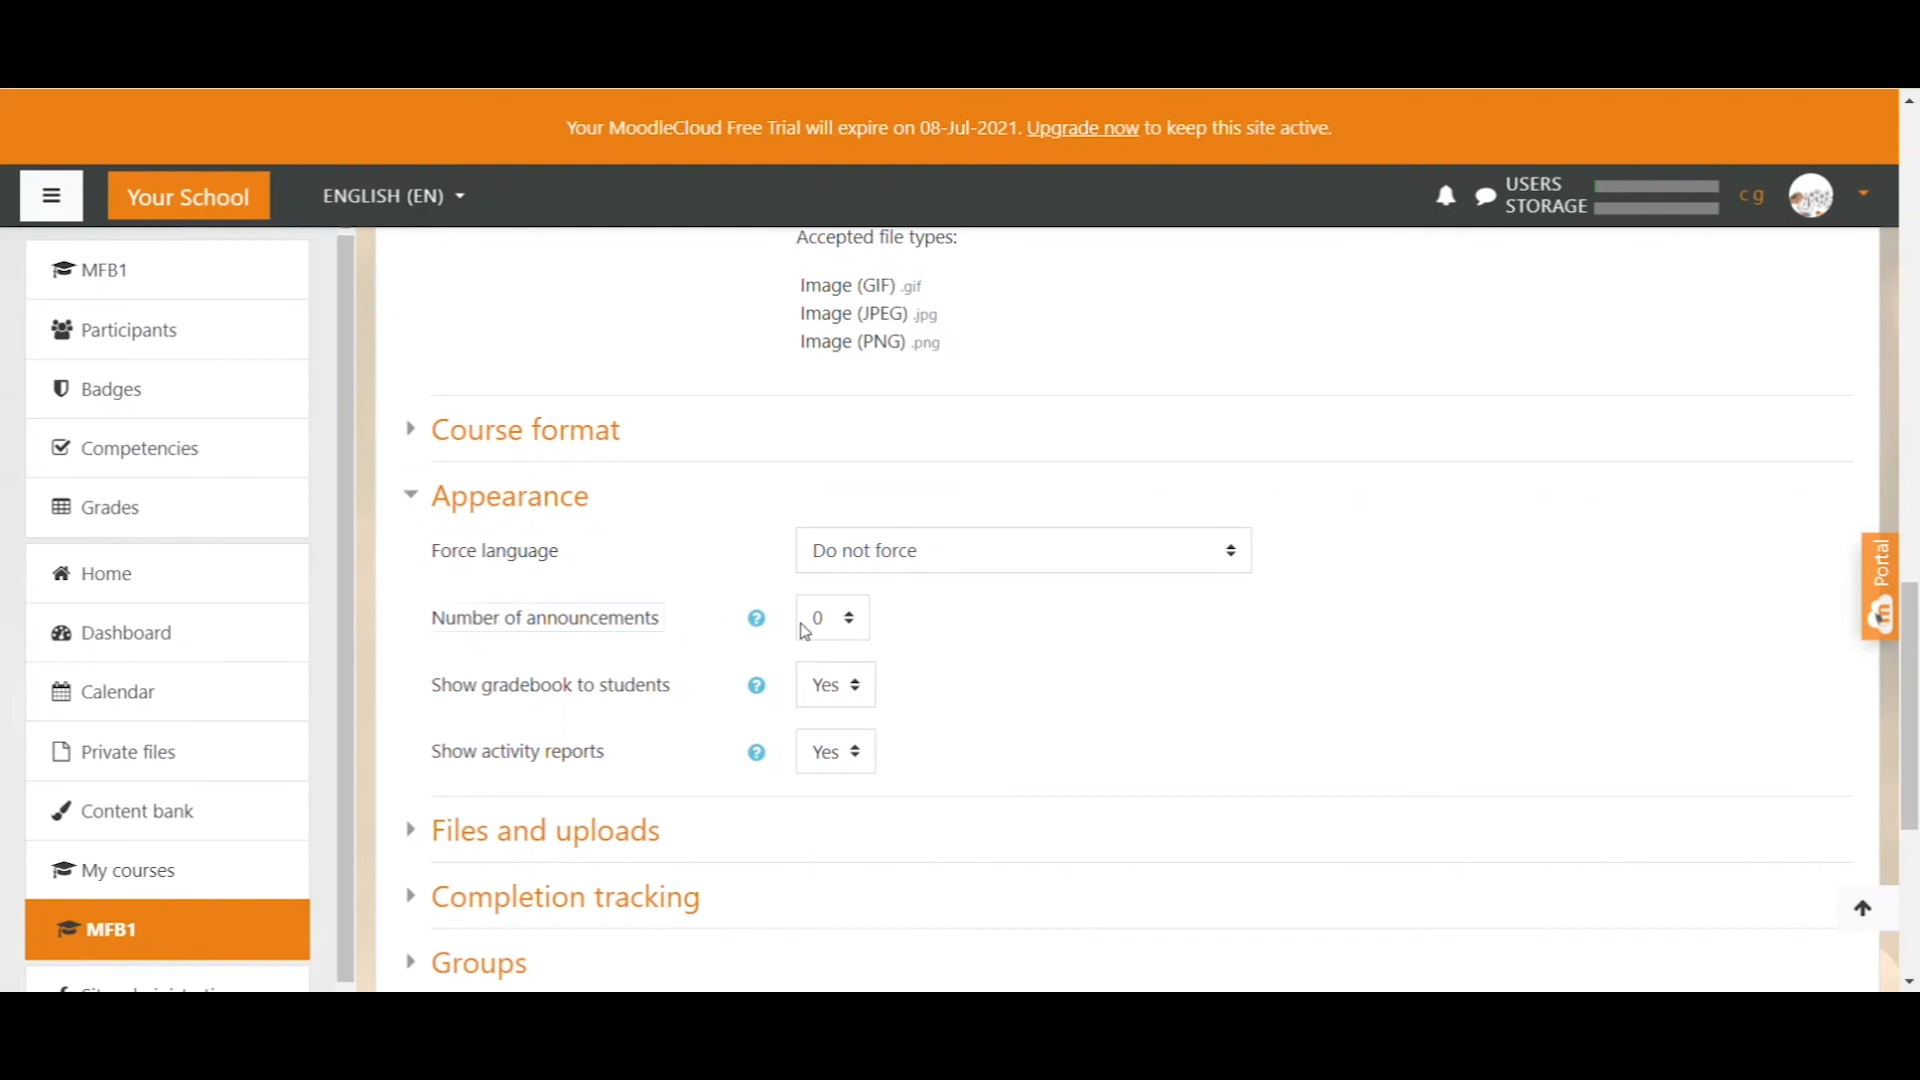 Your MoodleCloud Free Trial will expire on 08-Jul-2021. Upgrade now to keep this site active.
Your School
ENGLISH (EN)
USERS
STORAGE
c g
MFB1
Participants
Badges
Competencies
Grades
Home
Dashboard
Calendar
Private files
Content bank
My courses
MFB1
Accepted file types:
Image (GIF) .gif
Image (JPEG) .jpg
Image (PNG) .png
Course format
Appearance
Force language
Do not force
Number of announcements
0
Show gradebook to students
Yes
Show activity reports
Yes
Files and uploads
Completion tracking
Groups
Portal